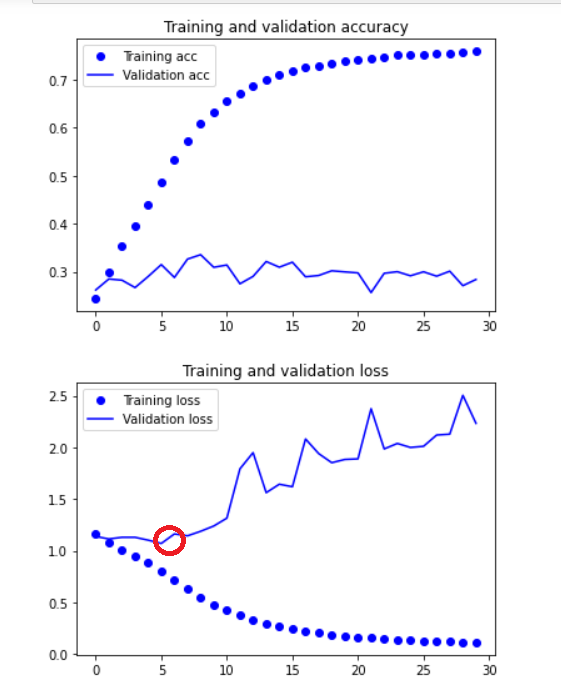 Training and validation accuracy
Training acc
Validation acc
0.7
0.6
0.5
0.4
0.3
0 5 10 15 20 25 30
Training and validation loss
Training loss
Validation loss
2.5
2.0
1.5
1.0
0.5
0.0
0 5 10 15 20 25 30